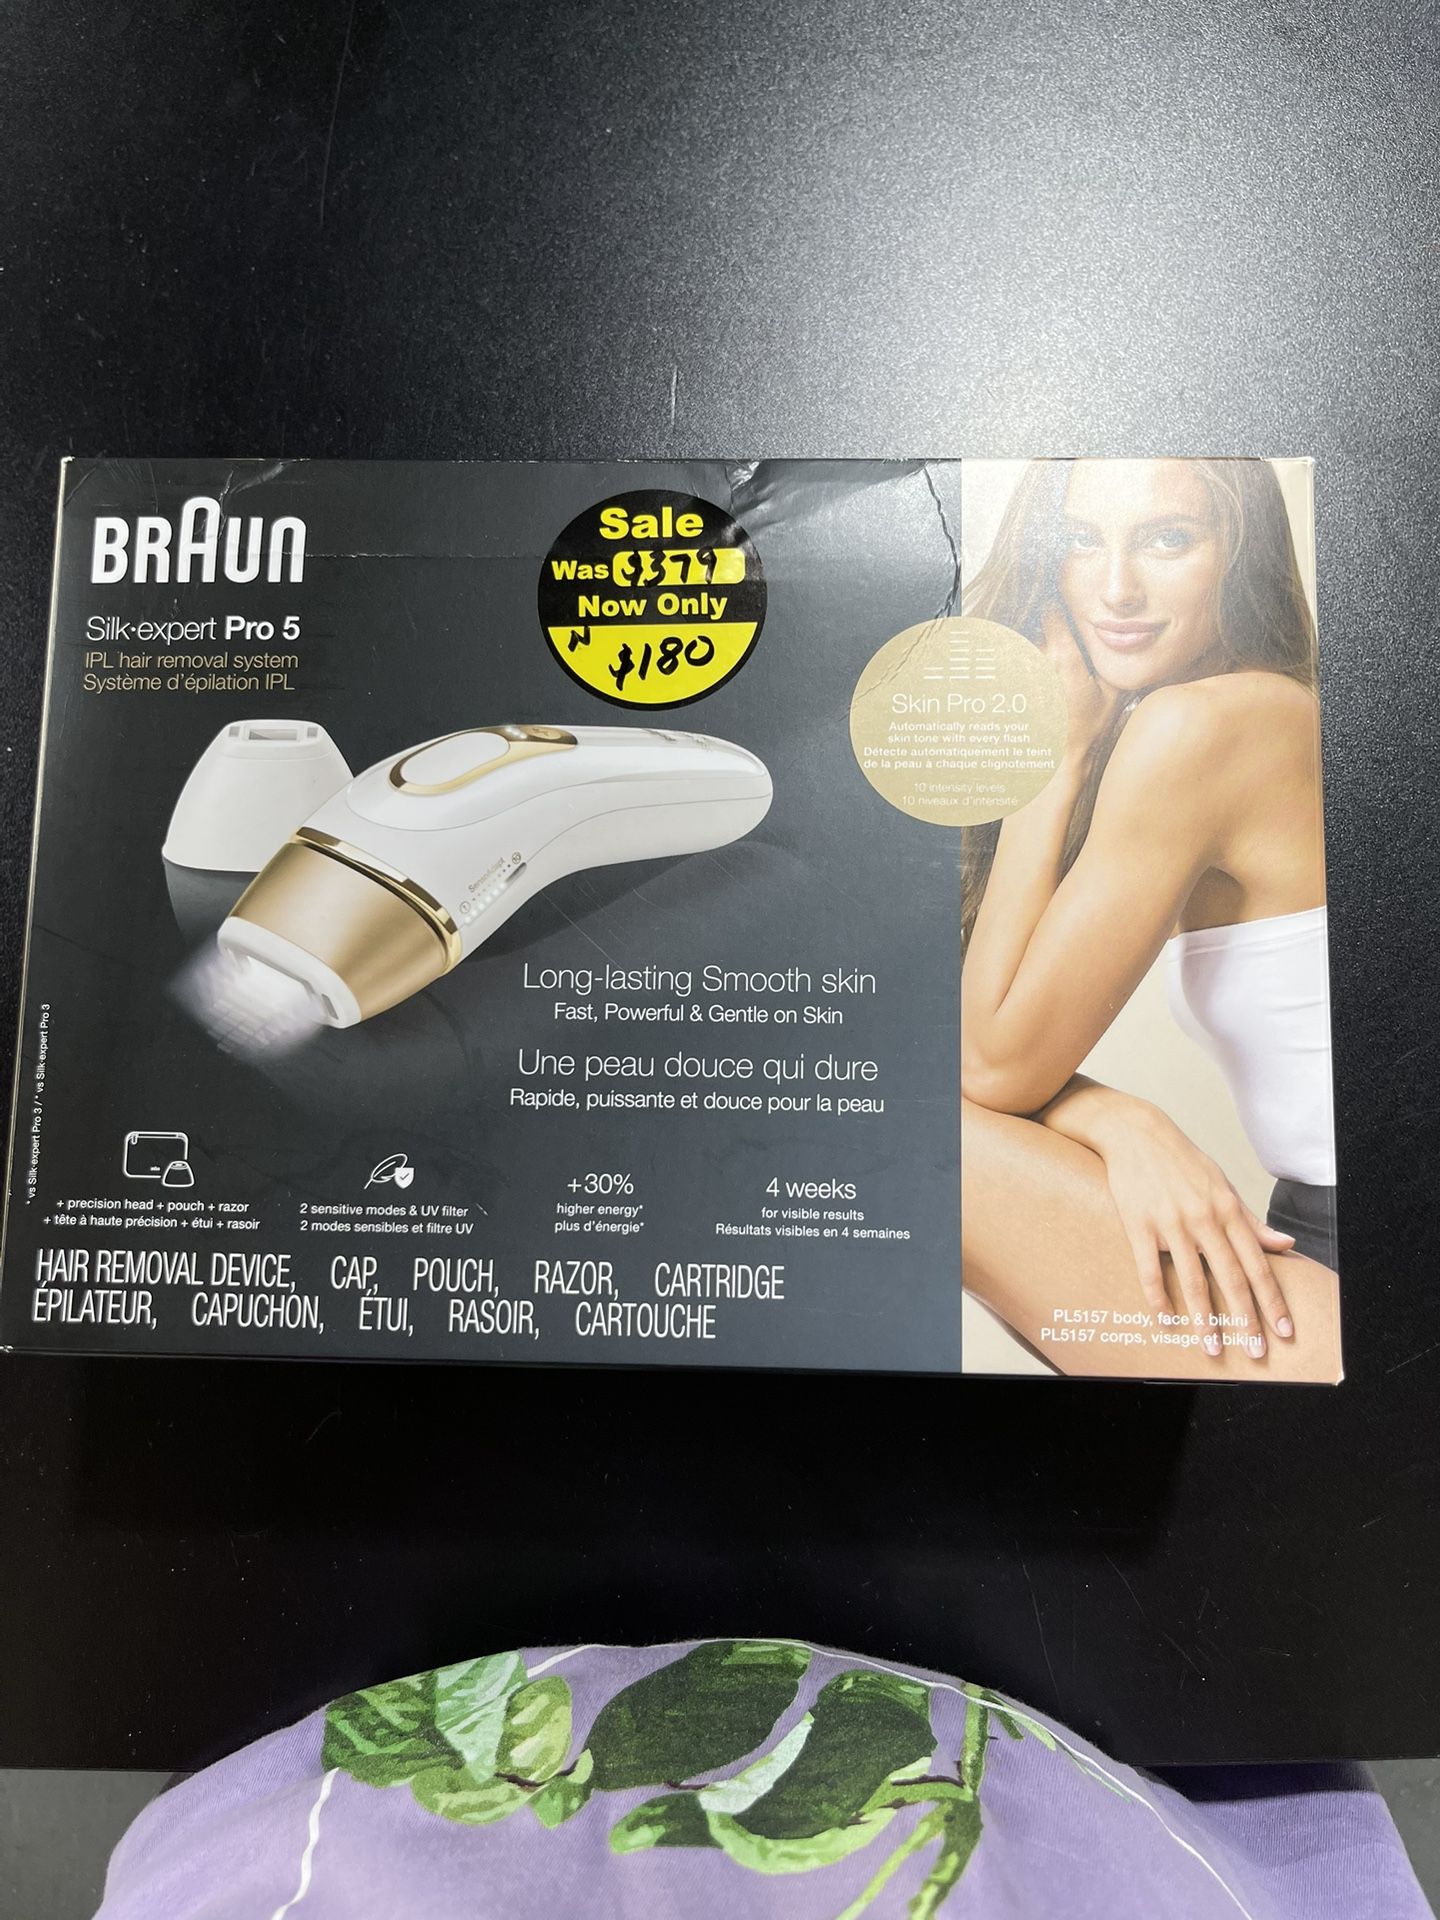 BRAUN
Silk·expert Pro 5
IPL hair removal system
Système d'épilation IPL
Sale
Was $379
Now Only
N
$180
Skin Pro 2.0
Automatically reads your
skin tone with every flash
Détecte automatiquement le teint
de la peau à chaque clignotement
10 intensity levels
10 niveaux d'intensité
SensoAdapt
Long-lasting Smooth skin
Fast, Powerful & Gentle on Skin
Une peau douce qui dure
Rapide, puissante et douce pour la peau
* vs Silk·expert Pro 3 / * vs Silk·expert Pro 3
+ precision head + pouch + razor
+ tête à haute précision + étui + rasoir
2 sensitive modes & UV filter
2 modes sensibles et filtre UV
+30%
higher energy*
plus d'énergie*
4 weeks
for visible results
Résultats visibles en 4 semaines
HAIR REMOVAL DEVICE, CAP, POUCH, RAZOR, CARTRIDGE
ÉPILATEUR, CAPUCHON, ÉTUI, RASOIR, CARTOUCHE
PL5157 body, face & bikini
PL5157 corps, visage et bikini